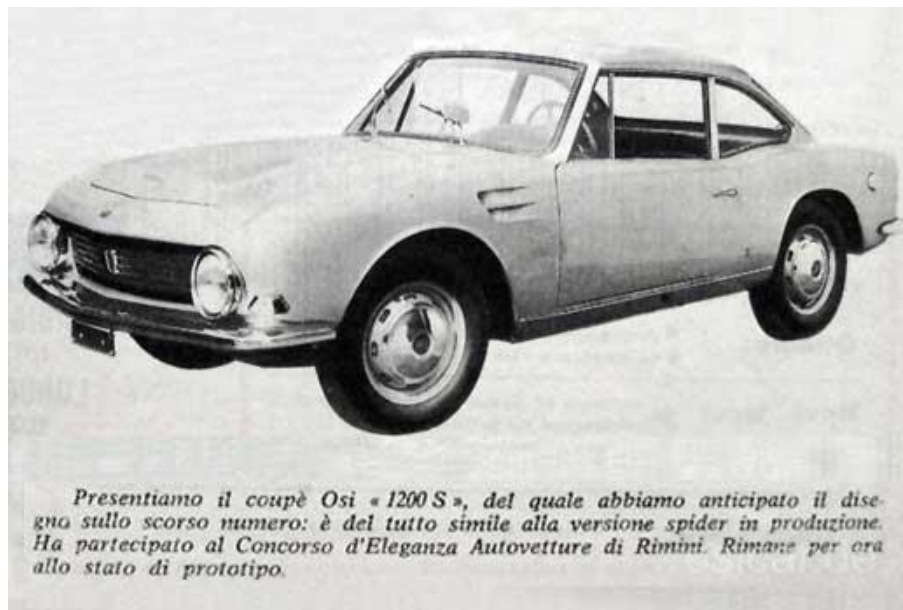 Presentiamo il coupè Osi « 1200 S », del quale abbiamo anticipato il dise-
gno sullo scorso numero: è del tutto simile alla versione spider in produzione.
Ha partecipato al Concorso d'Eleganza Autovetture di Rimini. Rimane per ora
allo stato di prototipo.